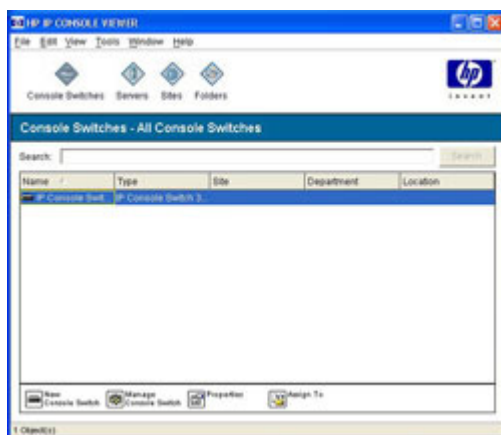 HP IP CONSOLE VIEWER
File Edit View Tools Window Help
Console Switches Servers Sites Folders
hp
invent
Console Switches - All Console Switches
Search: Search
Name Type Site Department Location
IP Console Swit... IP Console Switch 3...
New Console Switch Manage Console Switch Properties Assign To
1 Object(s)